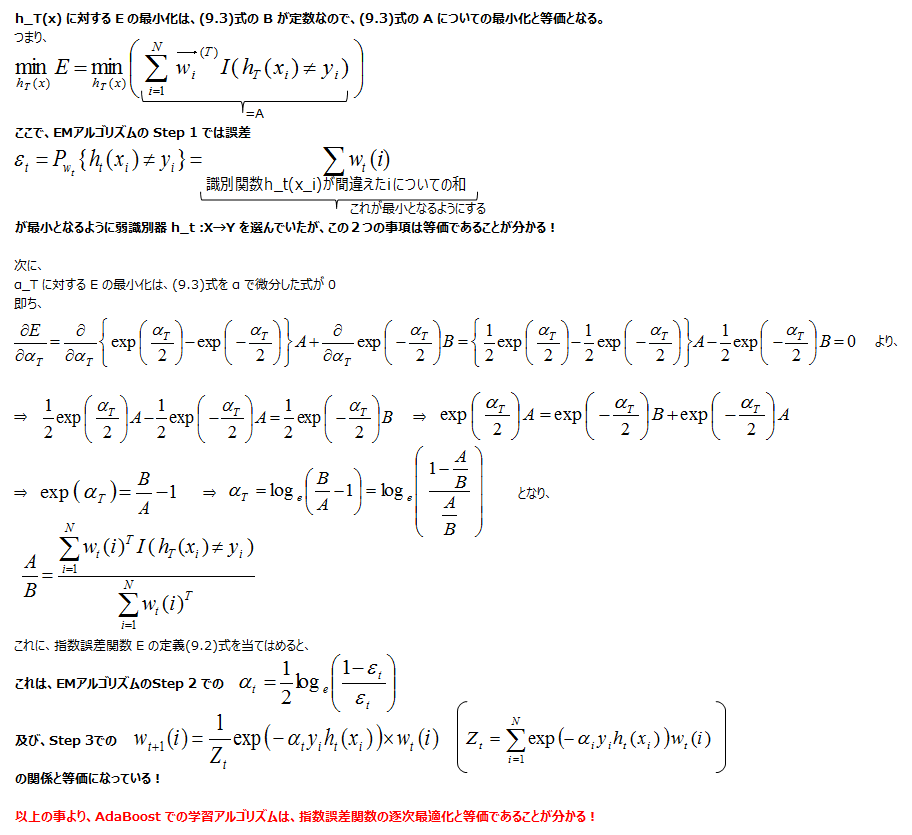 h_T(x) に対する E の最小化は、(9.3)式の B が定数なので、(9.3)式の A についての最小化と等価となる。
つまり、
\min_{h_T(x)} E = \min_{h_T(x)} \left( \sum_{i=1}^{N} \overrightarrow{w_i}^{(T)} I(h_T(x_i) \neq y_i) \right)
=A
ここで、EMアルゴリズムの Step 1 では誤差
\varepsilon_t = P_{w_t}\{h_t(x_i) \neq y_i\} = \sum w_t(i)
識別関数h_t(x_i)が間違えたiについての和
これが最小となるようにする
が最小となるように弱識別器 h_t :X→Y を選んでいたが、この２つの事項は等価であることが分かる！
次に、
α_T に対する E の最小化は、(9.3)式を α で微分した式が 0
即ち、
\frac{\partial E}{\partial \alpha_T} = \frac{\partial}{\partial \alpha_T} \left\{ \exp\left(\frac{\alpha_T}{2}\right) - \exp\left(-\frac{\alpha_T}{2}\right) \right\} A + \frac{\partial}{\partial \alpha_T} \exp\left(-\frac{\alpha_T}{2}\right) B = \left\{ \frac{1}{2} \exp\left(\frac{\alpha_T}{2}\right) - \frac{1}{2} \exp\left(-\frac{\alpha_T}{2}\right) \right\} A - \frac{1}{2} \exp\left(-\frac{\alpha_T}{2}\right) B = 0 より、
⇒ \frac{1}{2} \exp\left(\frac{\alpha_T}{2}\right) A - \frac{1}{2} \exp\left(-\frac{\alpha_T}{2}\right) A = \frac{1}{2} \exp\left(-\frac{\alpha_T}{2}\right) B ⇒ \exp\left(\frac{\alpha_T}{2}\right) A = \exp\left(-\frac{\alpha_T}{2}\right) B + \exp\left(-\frac{\alpha_T}{2}\right) A
⇒ \exp(\alpha_T) = \frac{B}{A} - 1 ⇒ \alpha_T = \log_e \left( \frac{B}{A} - 1 \right) = \log_e \left( \frac{1 - \frac{A}{B}}{\frac{A}{B}} \right) となり、
\frac{A}{B} = \frac{\sum_{i=1}^{N} w_t(i)^T I(h_T(x_i) \neq y_i)}{\sum_{i=1}^{N} w_t(i)^T}
これに、指数誤差関数 E の定義(9.2)式を当てはめると、
これは、EMアルゴリズムのStep 2 での \alpha_t = \frac{1}{2} \log_e \left( \frac{1 - \varepsilon_t}{\varepsilon_t} \right)
及び、Step 3での w_{t+1}(i) = \frac{1}{Z_t} \exp(-\alpha_t y_i h_t(x_i)) \times w_t(i) \left( Z_t = \sum_{i=1}^{N} \exp(-\alpha_i y_i h_t(x_i)) w_t(i) \right)
の関係と等価になっている！
以上の事より、AdaBoost での学習アルゴリズムは、指数誤差関数の逐次最適化と等価であることが分かる！